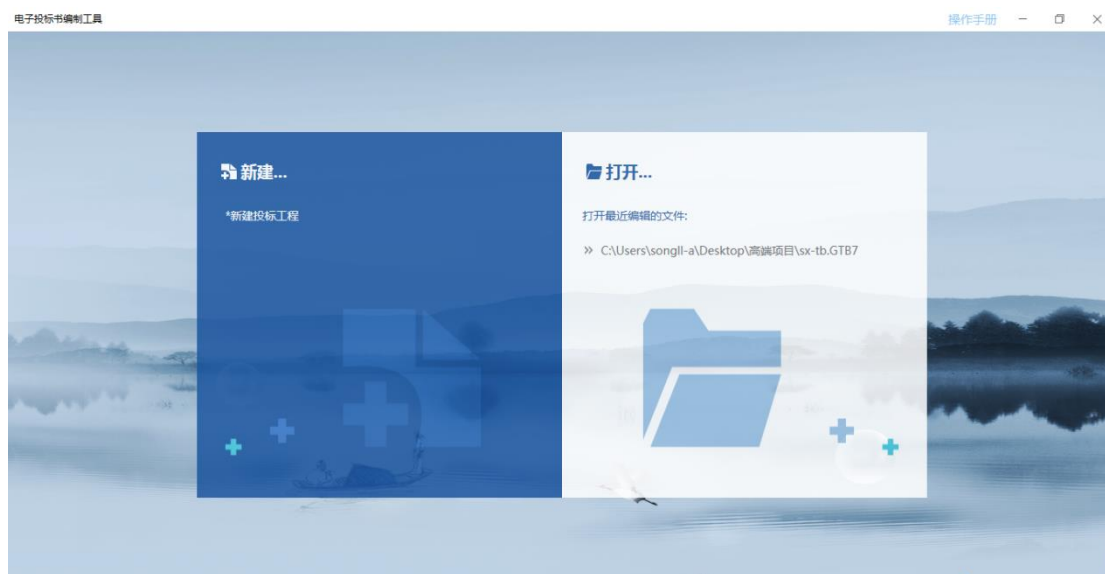 电子投标书编制工具
操作手册
新建...
*新建投标工程
打开...
打开最近编辑的文件:
» C:\Users\songll-a\Desktop\高端项目\sx-tb.GTB7